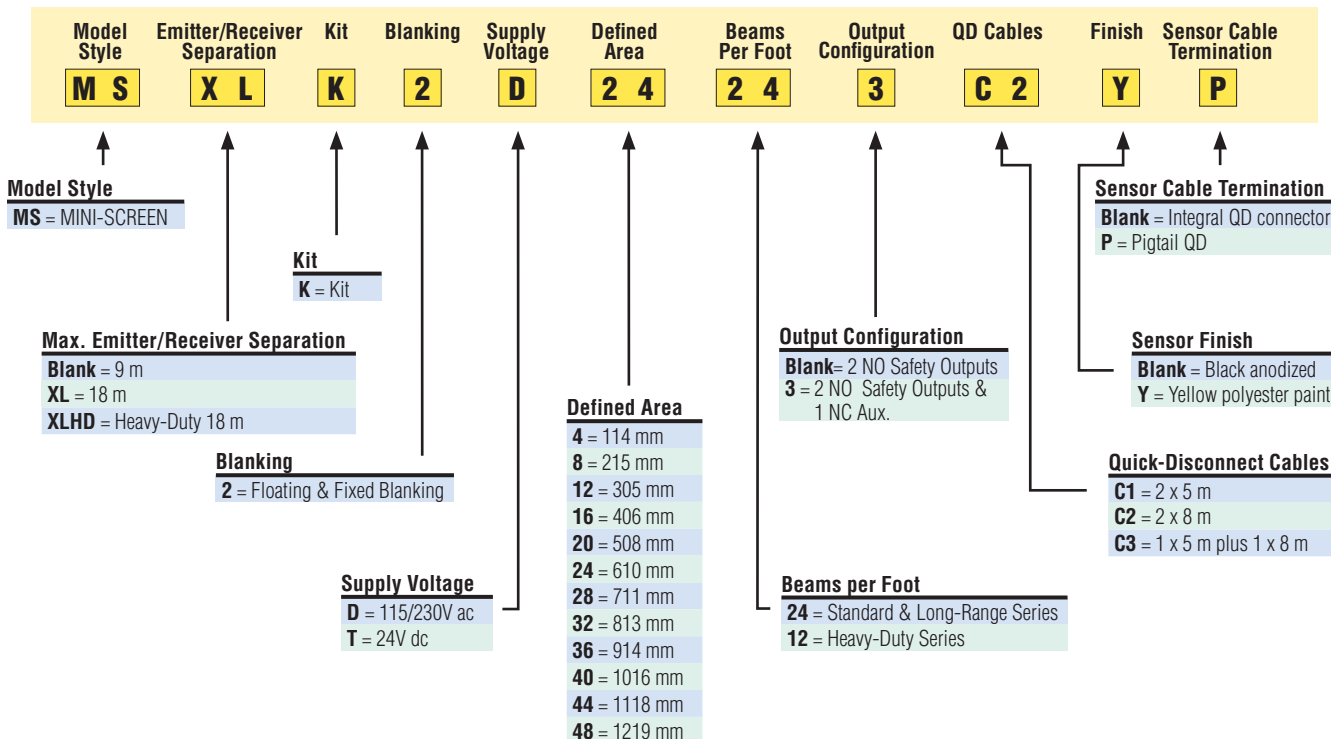 Model Style
Emitter/Receiver Separation
Kit
Blanking
Supply Voltage
Defined Area
Beams Per Foot
Output Configuration
QD Cables
Finish
Sensor Cable Termination
M S
X L
K
2
D
2 4
2 4
3
C 2
Y
P
Model Style
MS = MINI-SCREEN
Kit
K = Kit
Max. Emitter/Receiver Separation
Blank = 9 m
XL = 18 m
XLHD = Heavy-Duty 18 m
Blanking
2 = Floating & Fixed Blanking
Supply Voltage
D = 115/230V ac
T = 24V dc
Defined Area
4 = 114 mm
8 = 215 mm
12 = 305 mm
16 = 406 mm
20 = 508 mm
24 = 610 mm
28 = 711 mm
32 = 813 mm
36 = 914 mm
40 = 1016 mm
44 = 1118 mm
48 = 1219 mm
Output Configuration
Blank= 2 NO Safety Outputs
3 = 2 NO Safety Outputs &
1 NC Aux.
Beams per Foot
24 = Standard & Long-Range Series
12 = Heavy-Duty Series
Sensor Cable Termination
Blank = Integral QD connector
P = Pigtail QD
Sensor Finish
Blank = Black anodized
Y = Yellow polyester paint
Quick-Disconnect Cables
C1 = 2 x 5 m
C2 = 2 x 8 m
C3 = 1 x 5 m plus 1 x 8 m